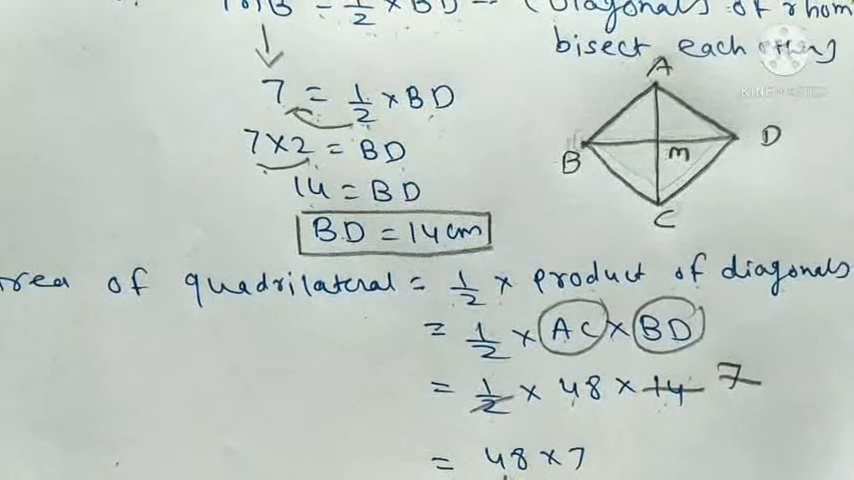 = 1/2 × BD (Diagonals of rhom
bisect each other)
KINEMASTER
A
7 = 1/2 × BD
7×2 = BD
D
m
B
14 = BD
C
BD = 14cm
area of quadrilateral = 1/2 × product of diagonals
= 1/2 × AC × BD
= 1/2 × 48 × 14 7
= 48 × 7